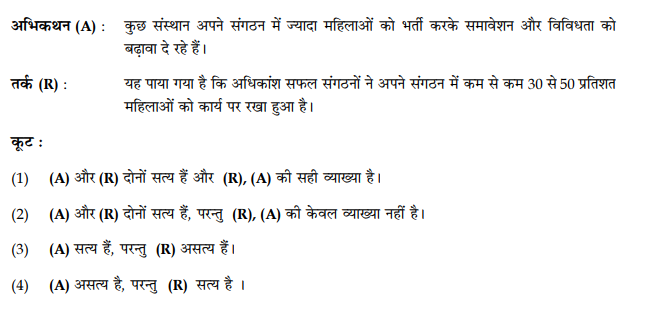 अभिकथन (A) : कुछ संस्थान अपने संगठन में ज्यादा महिलाओं को भर्ती करके समावेशन और विविधता को
बढ़ावा दे रहे हैं।
तर्क (R) : यह पाया गया है कि अधिकांश सफल संगठनों ने अपने संगठन में कम से कम 30 से 50 प्रतिशत
महिलाओं को कार्य पर रखा हुआ है।
कूट :
(1) (A) और (R) दोनों सत्य हैं और (R), (A) की सही व्याख्या है।
(2) (A) और (R) दोनों सत्य हैं, परन्तु (R), (A) की केवल व्याख्या नहीं है।
(3) (A) सत्य हैं, परन्तु (R) असत्य हैं।
(4) (A) असत्य है, परन्तु (R) सत्य है ।